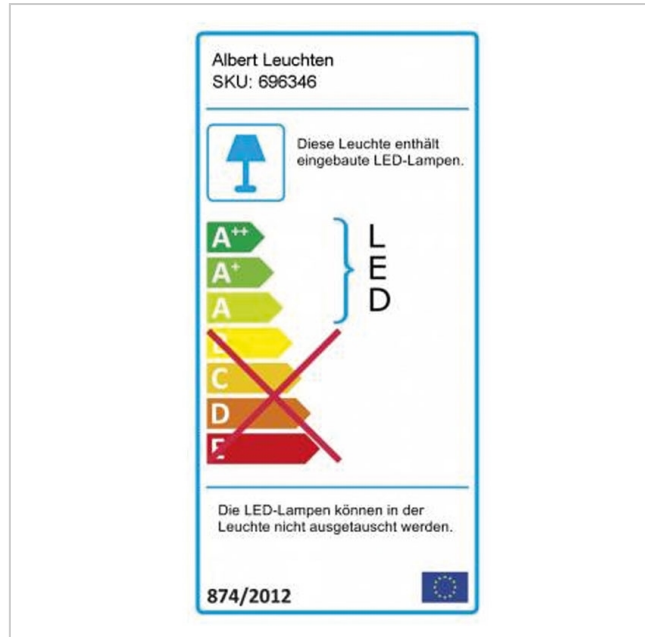 Albert Leuchten
SKU: 696346
Diese Leuchte enthält
eingebaute LED-Lampen.
A++
A+
A
L
E
D
B
C
D
E
Die LED-Lampen können in der
Leuchte nicht ausgetauscht werden.
874/2012